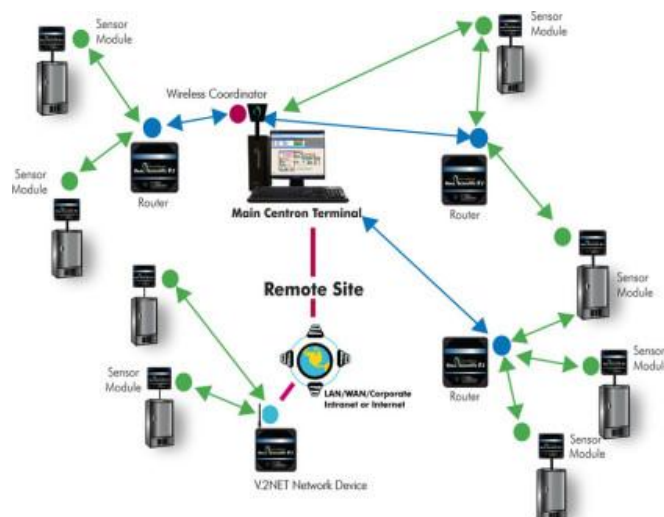 Sensor
Module
Sensor
Module
Wireless Coordinator
Sensor
Module
Router
Main Centron Terminal
Router
Sensor
Module
Remote Site
Sensor
Module
LAN/WAN/Corporate
Intranet or Internet
Router
Sensor
Module
Sensor
Module
V.2NET Network Device